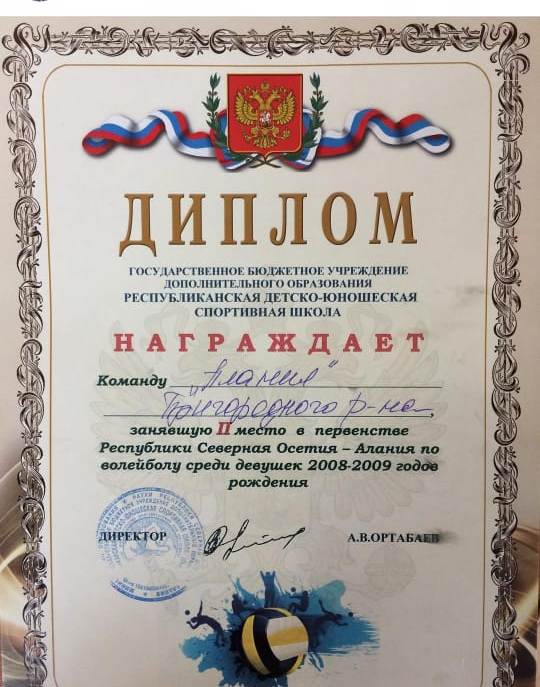 ДИПЛОМ
ГОСУДАРСТВЕННОЕ БЮДЖЕТНОЕ УЧРЕЖДЕНИЕ
ДОПОЛНИТЕЛЬНОГО ОБРАЗОВАНИЯ
РЕСПУБЛИКАНСКАЯ ДЕТСКО-ЮНОШЕСКАЯ
СПОРТИВНАЯ ШКОЛА
НАГРАЖДАЕТ
Команду „Алания"
Пригородного р-на
занявшую II место в первенстве
Республики Северная Осетия – Алания по
волейболу среди девушек 2008-2009 годов
рождения
ДИРЕКТОР А.В.ОРТАБАЕВ